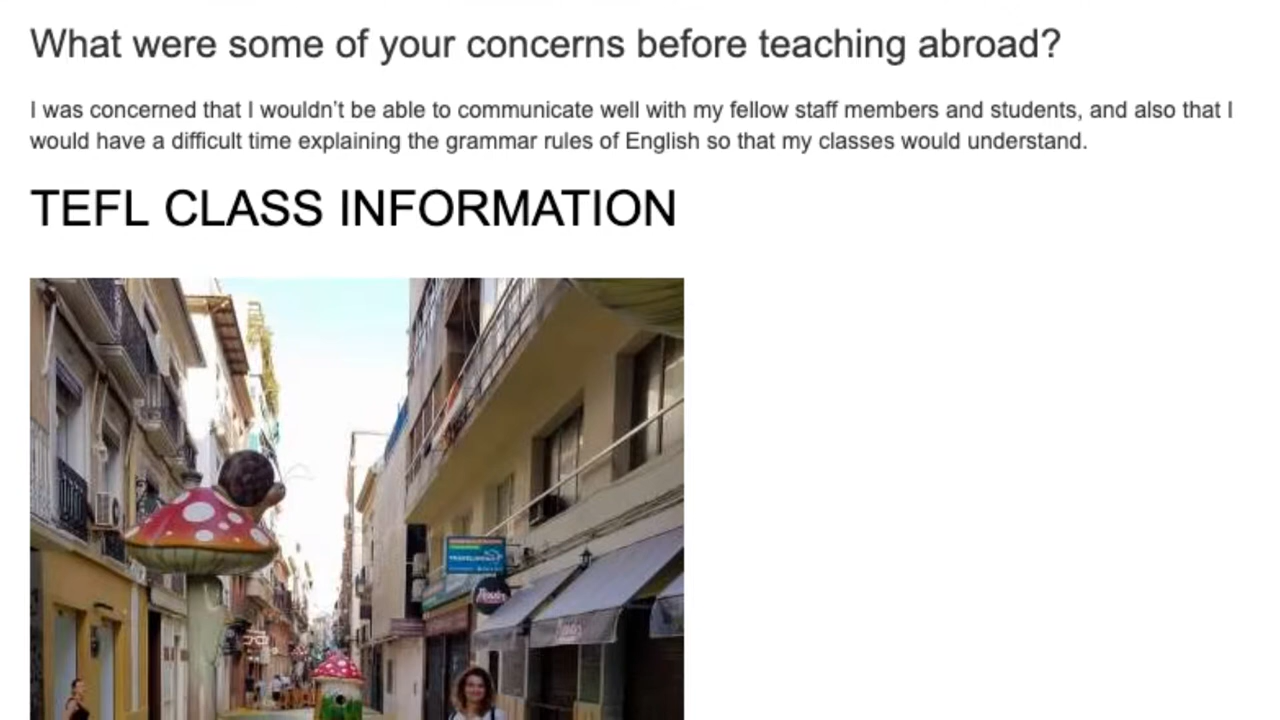 What were some of your concerns before teaching abroad?
I was concerned that I wouldn’t be able to communicate well with my fellow staff members and students, and also that I
would have a difficult time explaining the grammar rules of English so that my classes would understand.
TEFL CLASS INFORMATION